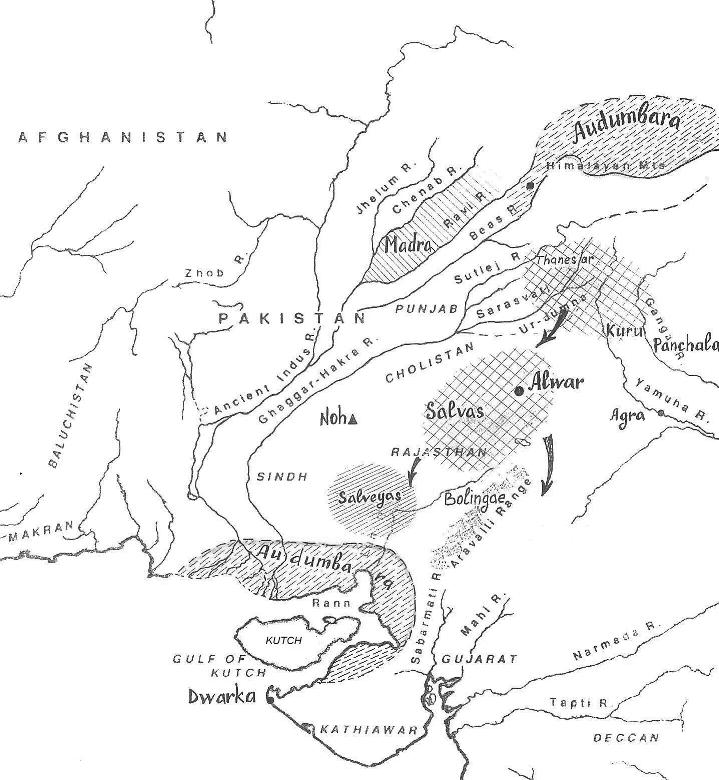 Audumbara
AFGHANISTAN
Himalayan Mts
Jhelum R.
Chenab R.
Ravi R.
Beas R.
Madra
Thanesar
Zhob R.
Sutlej R.
Sarasvati
PUNJAB
Ur-Jumna
PAKISTAN
Ganga R
Kuru
Panchala
Ancient Indus R.
Ghaggar-Hakra R.
CHOLISTAN
Alwar
Yamuna R.
BALUCHISTAN
Noh
Salvas
Agra
RAJASTHAN
SINDH
Salveyas
Bolingae
Aravalli Range
MAKRAN
Audumbara
Rann
Sabarmati R.
Mahi R.
KUTCH
Narmada R.
GULF OF
KUTCH
GUJARAT
Dwarka
Tapti R.
KATHIAWAR
DECCAN